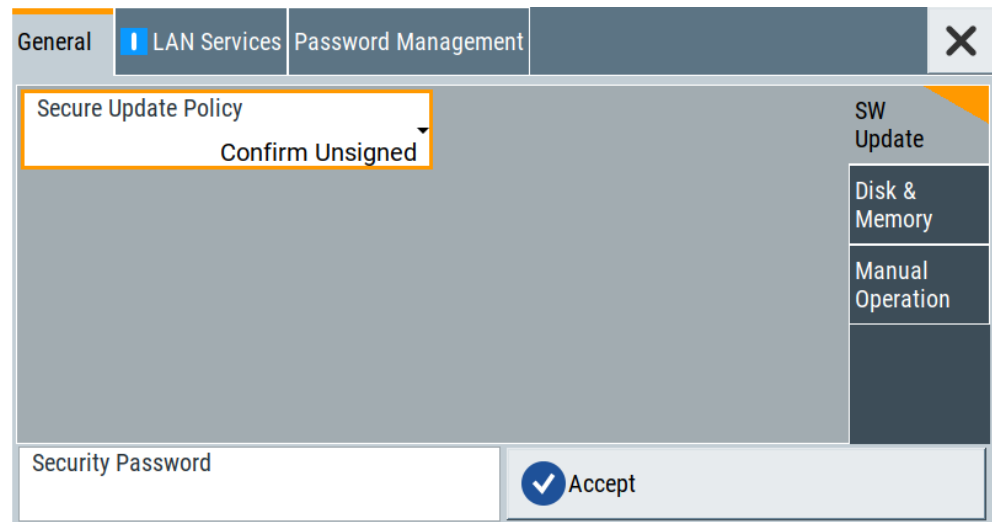 General
LAN Services
Password Management
Secure Update Policy
Confirm Unsigned
SW
Update
Disk &
Memory
Manual
Operation
Security Password
Accept